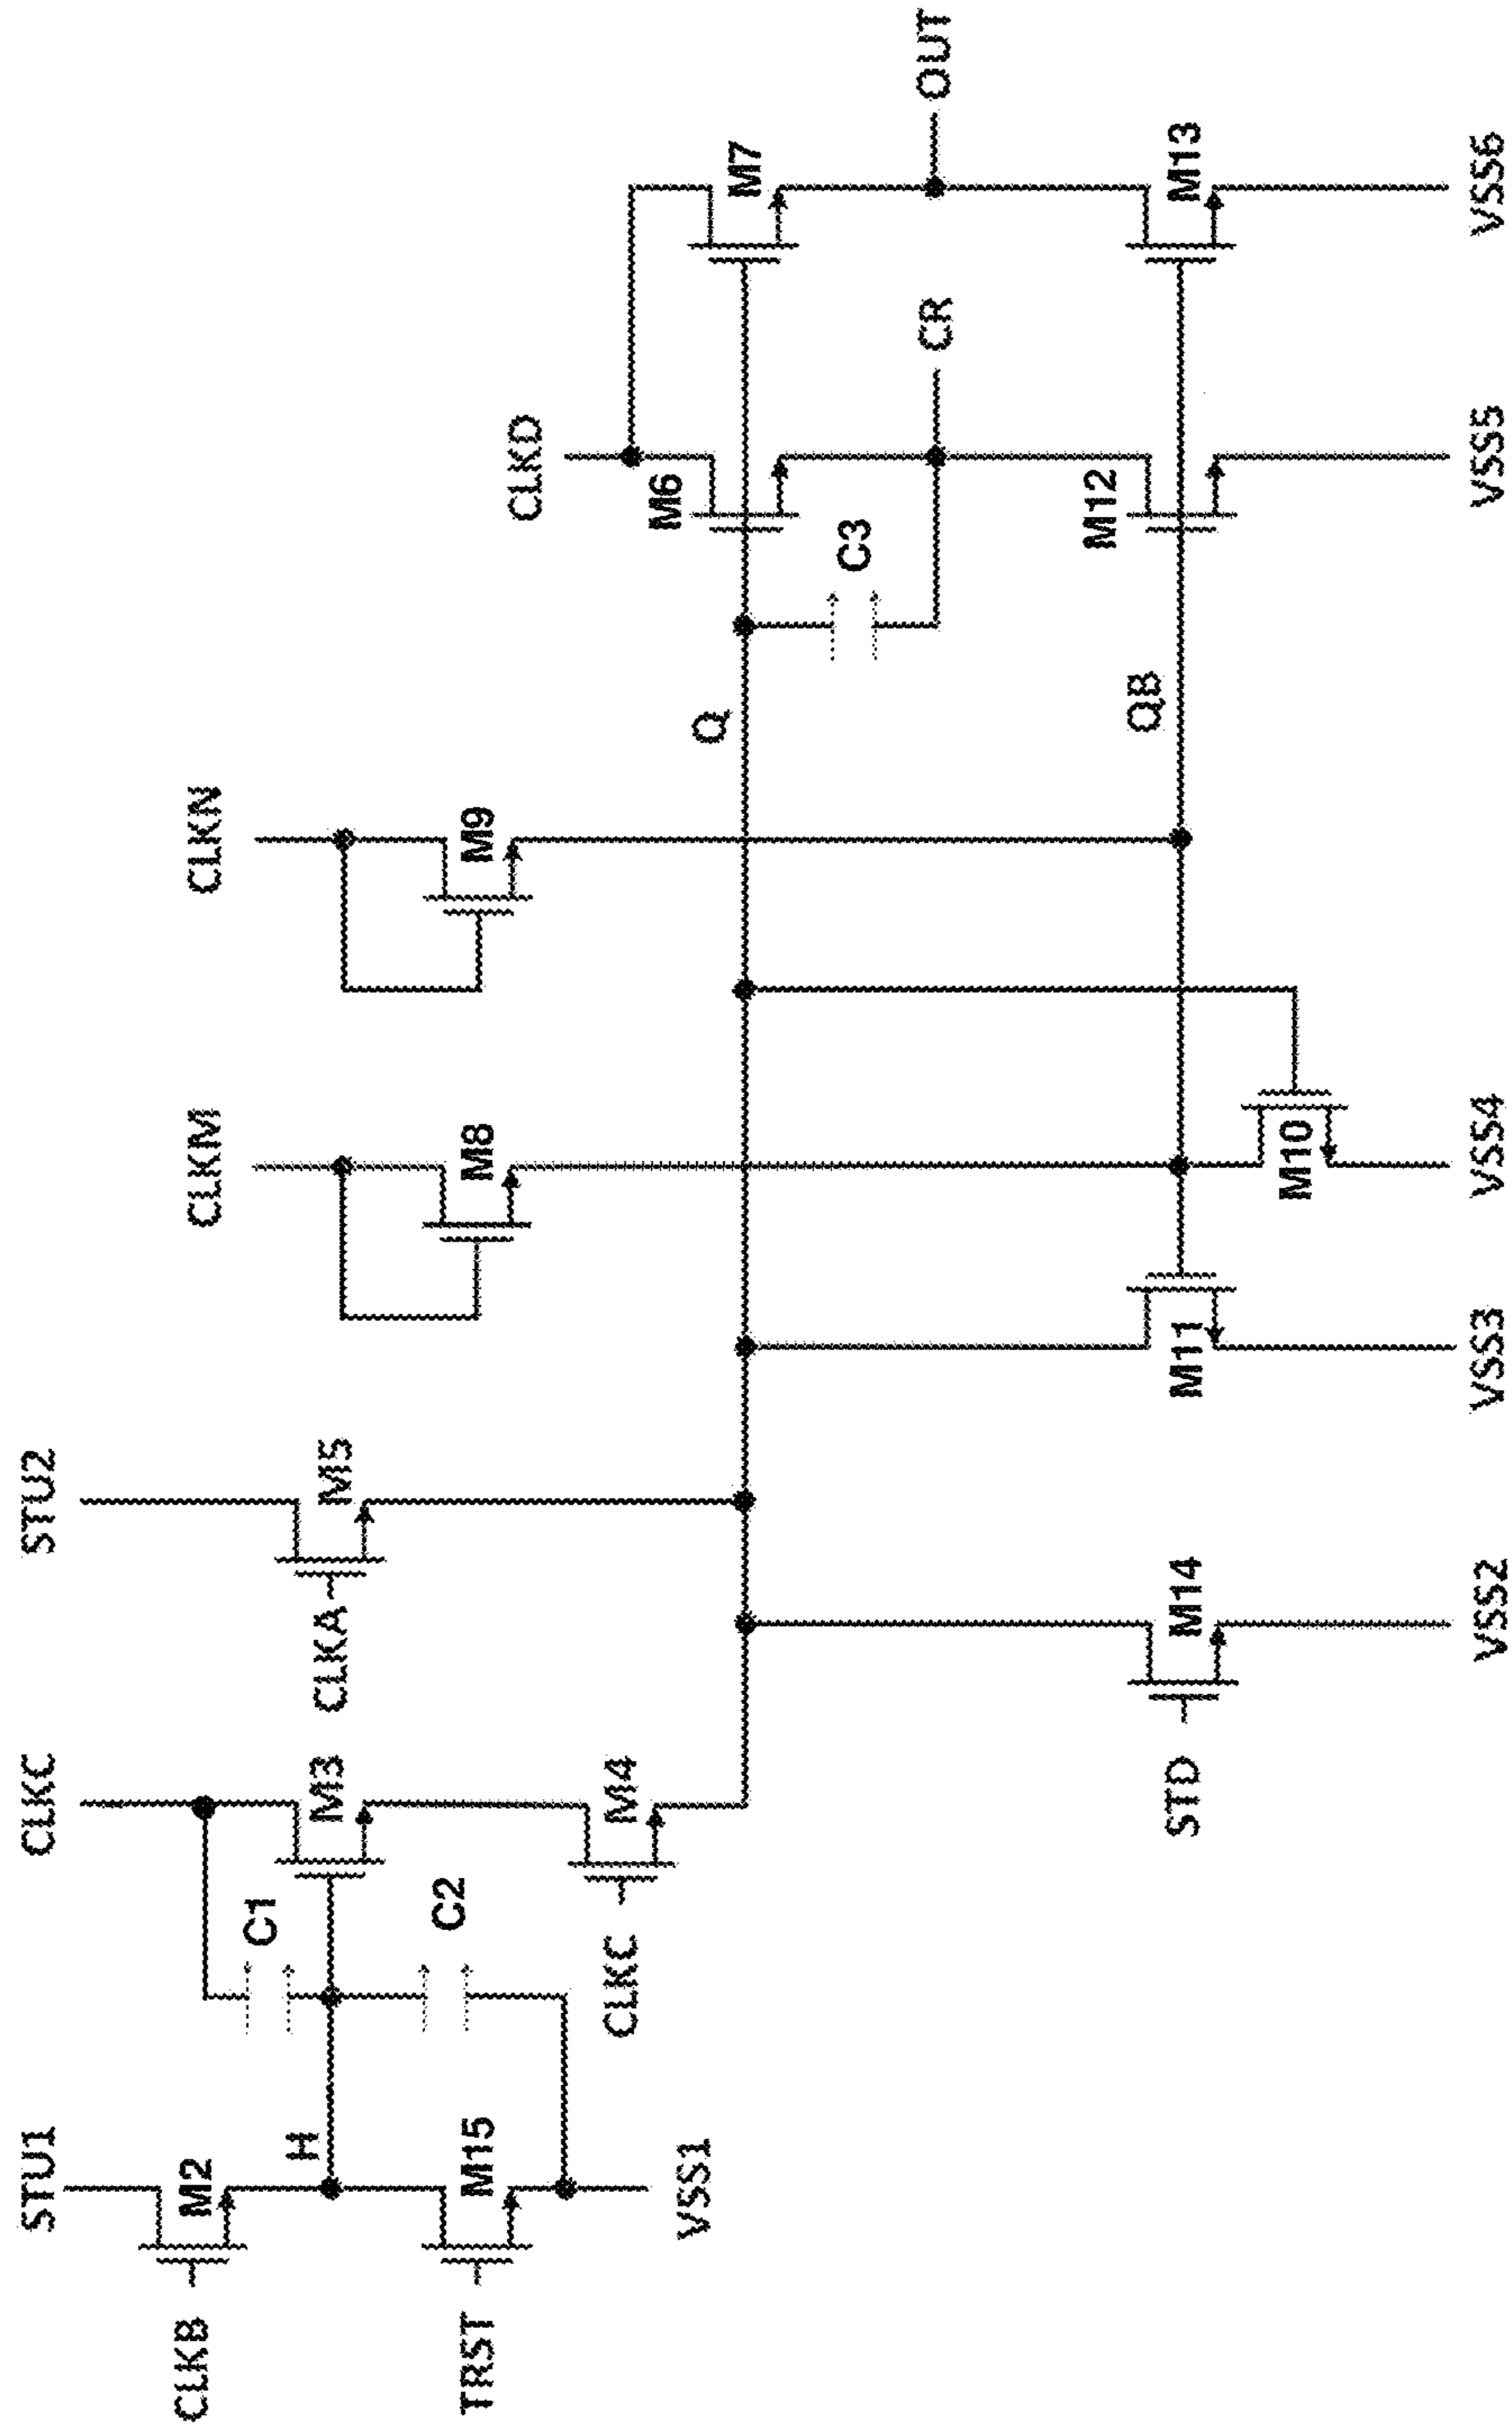 STU1
CLKC
STU2
CLKM
CLKN
CLKB
M2
C1
M3
CLKA
M5
M8
M9
CLKD
H
TRST
M15
C2
CLKC
M4
Q
M6
M7
C3
CR
OUT
VSS1
STD
M14
M11
M10
QB
M12
M13
VSS2
VSS3
VSS4
VSS5
VSS6